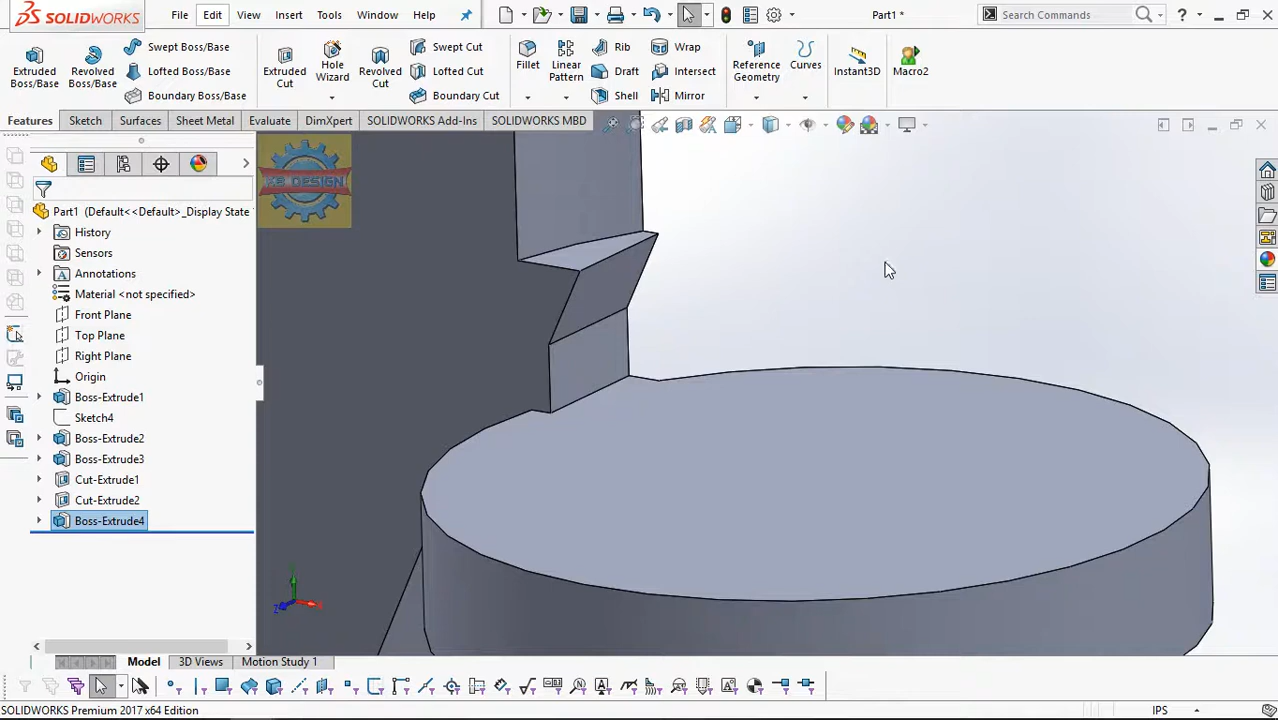 SOLIDWORKS
File
Edit
View
Insert
Tools
Window
Help
Part1 *
Search Commands
?
Extruded Boss/Base
Revolved Boss/Base
Swept Boss/Base
Lofted Boss/Base
Boundary Boss/Base
Extruded Cut
Hole Wizard
Revolved Cut
Swept Cut
Lofted Cut
Boundary Cut
Fillet
Linear Pattern
Rib
Draft
Shell
Wrap
Intersect
Mirror
Reference Geometry
Curves
Instant3D
Macro2
Features
Sketch
Surfaces
Sheet Metal
Evaluate
DimXpert
SOLIDWORKS Add-Ins
SOLIDWORKS MBD
Part1 (Default<<Default>_Display State
History
Sensors
Annotations
Material <not specified>
Front Plane
Top Plane
Right Plane
Origin
Boss-Extrude1
Sketch4
Boss-Extrude2
Boss-Extrude3
Cut-Extrude1
Cut-Extrude2
Boss-Extrude4
Model
3D Views
Motion Study 1
SOLIDWORKS Premium 2017 x64 Edition
IPS